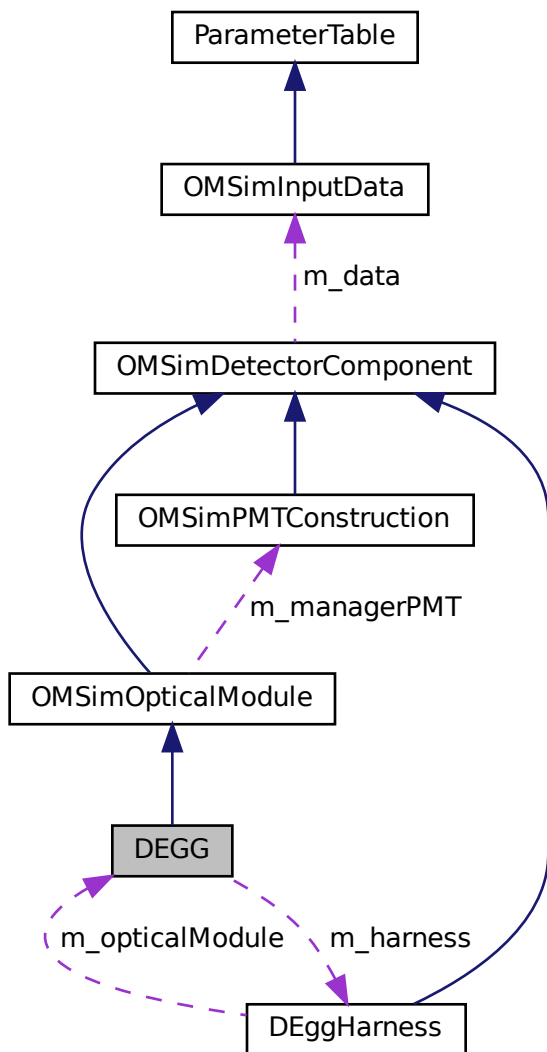 ParameterTable
OMSimInputData
m_data
OMSimDetectorComponent
OMSimPMTConstruction
m_managerPMT
OMSimOpticalModule
DEGG
m_opticalModule
m_harness
DEggHarness